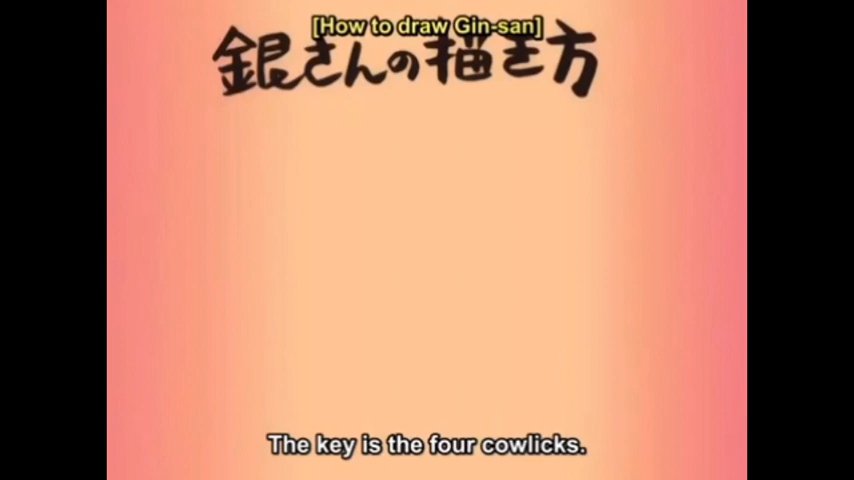 [How to draw Gin-san]
銀さんの描き方
The key is the four cowlicks.